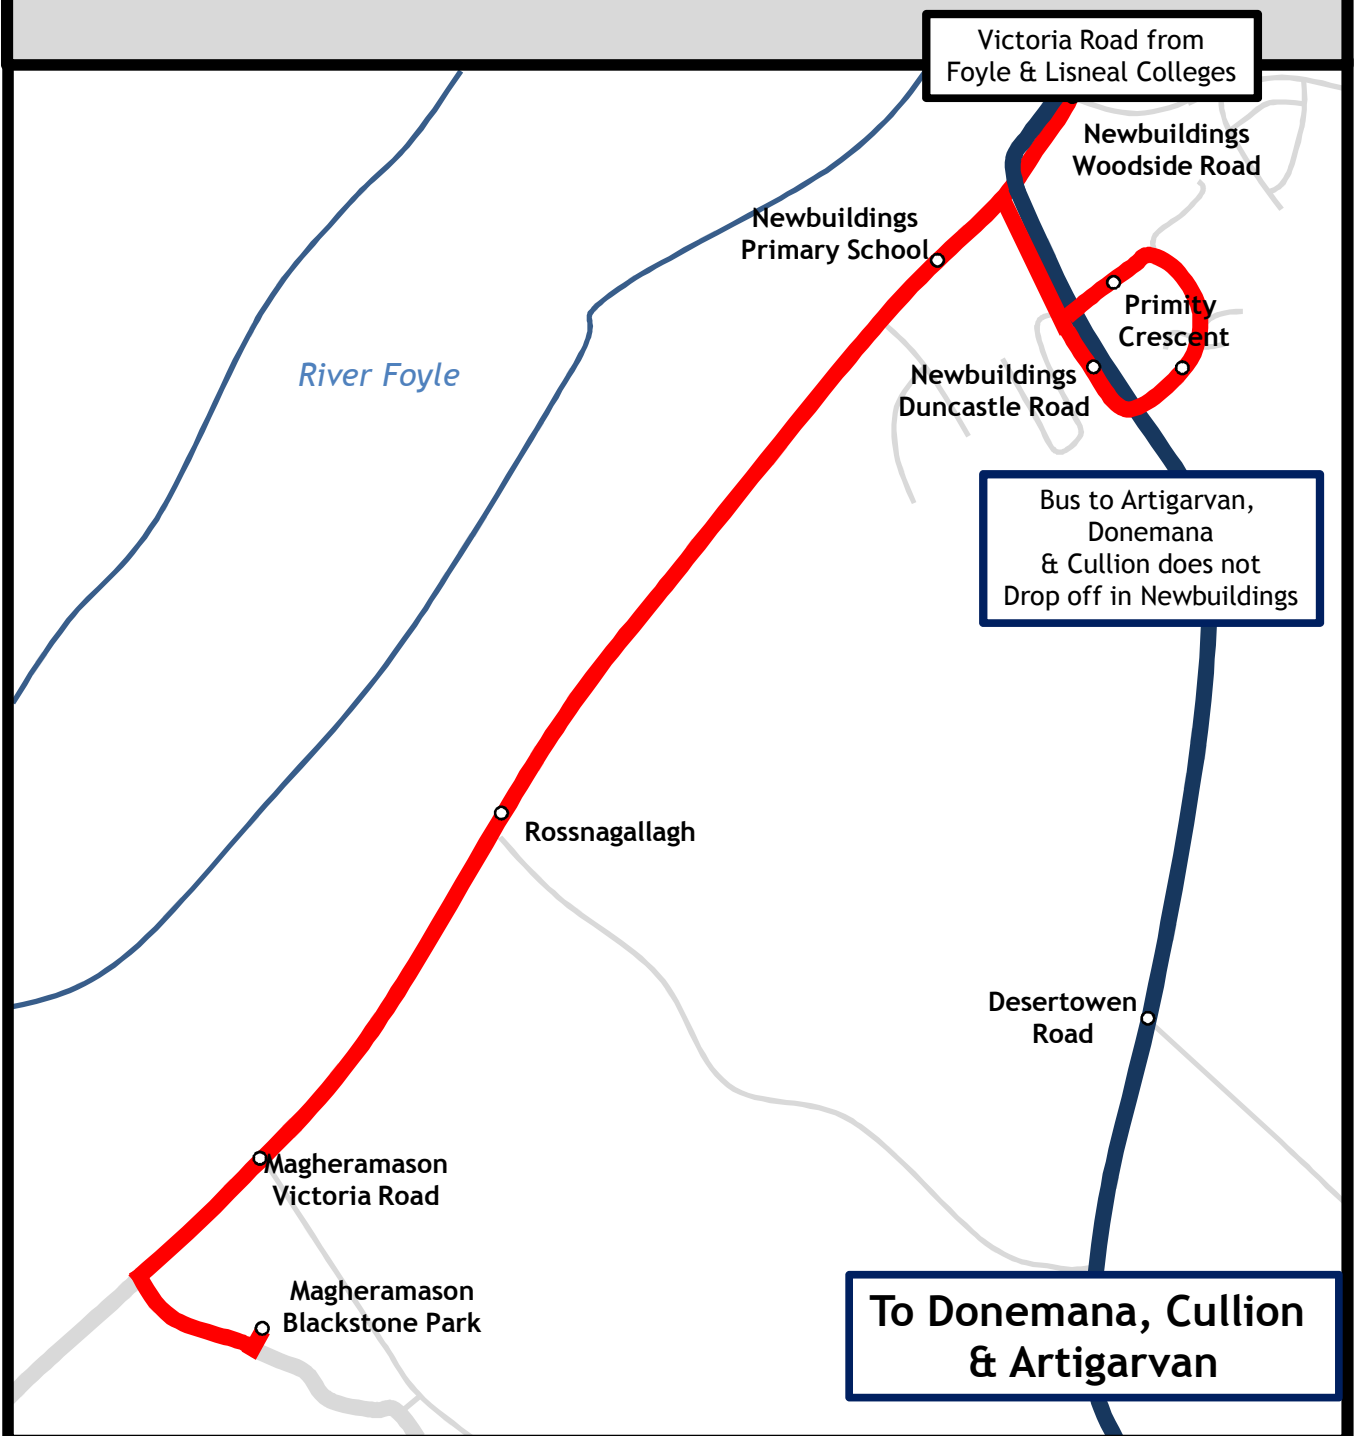 Victoria Road from
Foyle & Lisneal Colleges
Newbuildings
Woodside Road
Newbuildings
Primary School
Primity
Crescent
River Foyle
Newbuildings
Duncastle Road
Bus to Artigarvan,
Donemana
& Cullion does not
Drop off in Newbuildings
Rossnagallagh
Desertowen
Road
Magheramason
Victoria Road
Magheramason
Blackstone Park
To Donemana, Cullion
& Artigarvan